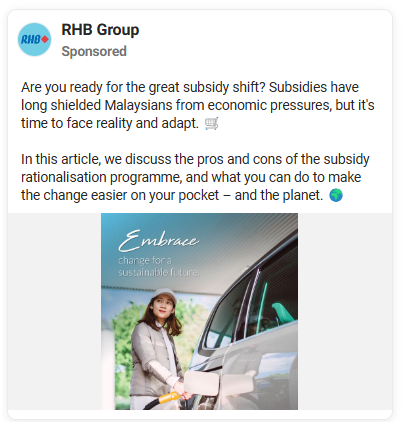 RHB
RHB Group
Sponsored
Are you ready for the great subsidy shift? Subsidies have
long shielded Malaysians from economic pressures, but it's
time to face reality and adapt. 🛒
In this article, we discuss the pros and cons of the subsidy
rationalisation programme, and what you can do to make
the change easier on your pocket – and the planet. 🌍
Embrace
change for a
sustainable future